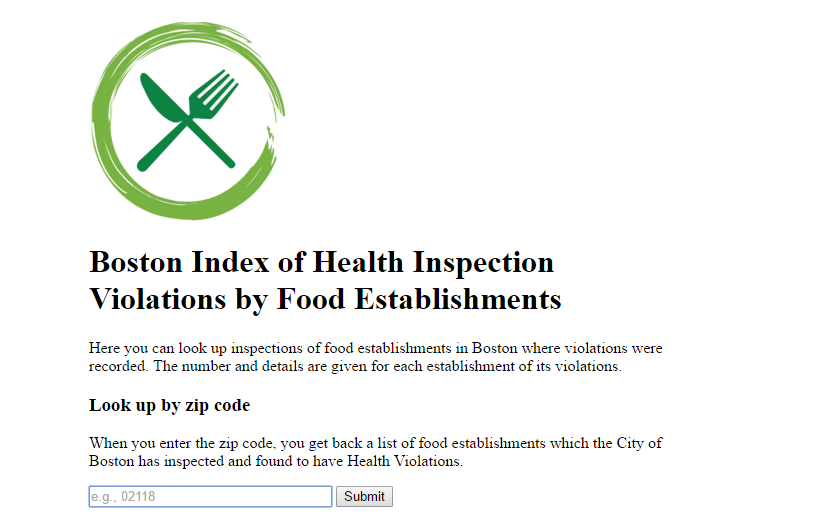 Boston Index of Health Inspection
Violations by Food Establishments
Here you can look up inspections of food establishments in Boston where violations were
recorded. The number and details are given for each establishment of its violations.
Look up by zip code
When you enter the zip code, you get back a list of food establishments which the City of
Boston has inspected and found to have Health Violations.
e.g., 02118 Submit